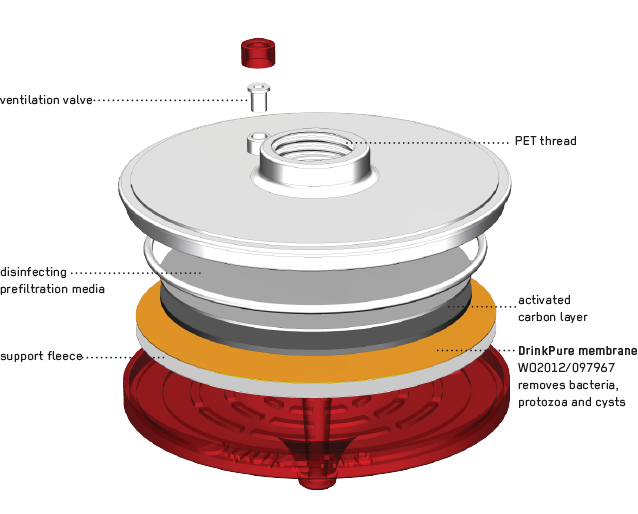 ventilation valve
PET thread
disinfecting
prefiltration media
activated
carbon layer
support fleece
DrinkPure membrane
WO2012/097967
removes bacteria,
protozoa and cysts